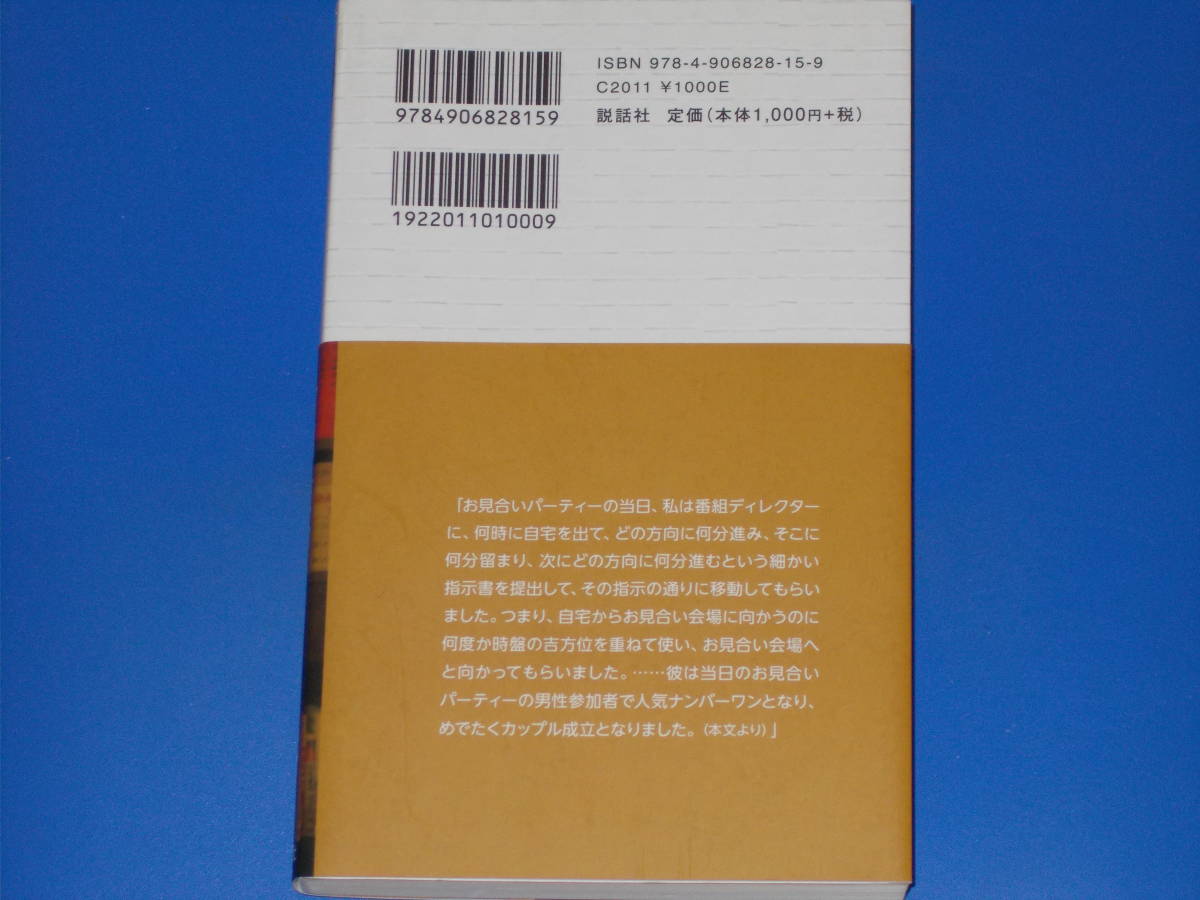 ISBN 978-4-906828-15-9
C2011 ¥1000E
説話社 定価(本体1,000円+税)
9784906828159
1922011010009
「お見合いパーティーの当日、私は番組ディレクター
に、何時に自宅を出て、どの方向に何分進み、そこに
何分留まり、次にどの方向に何分進むという細かい
指示書を提出して、その指示の通りに移動してもらい
ました。つまり、自宅からお見合い会場に向かうのに
何度か時盤の吉方位を重ねて使い、お見合い会場へ
と向かってもらいました。……彼は当日のお見合い
パーティーの男性参加者で人気ナンバーワンとなり、
めでたくカップル成立となりました。(本文より)」